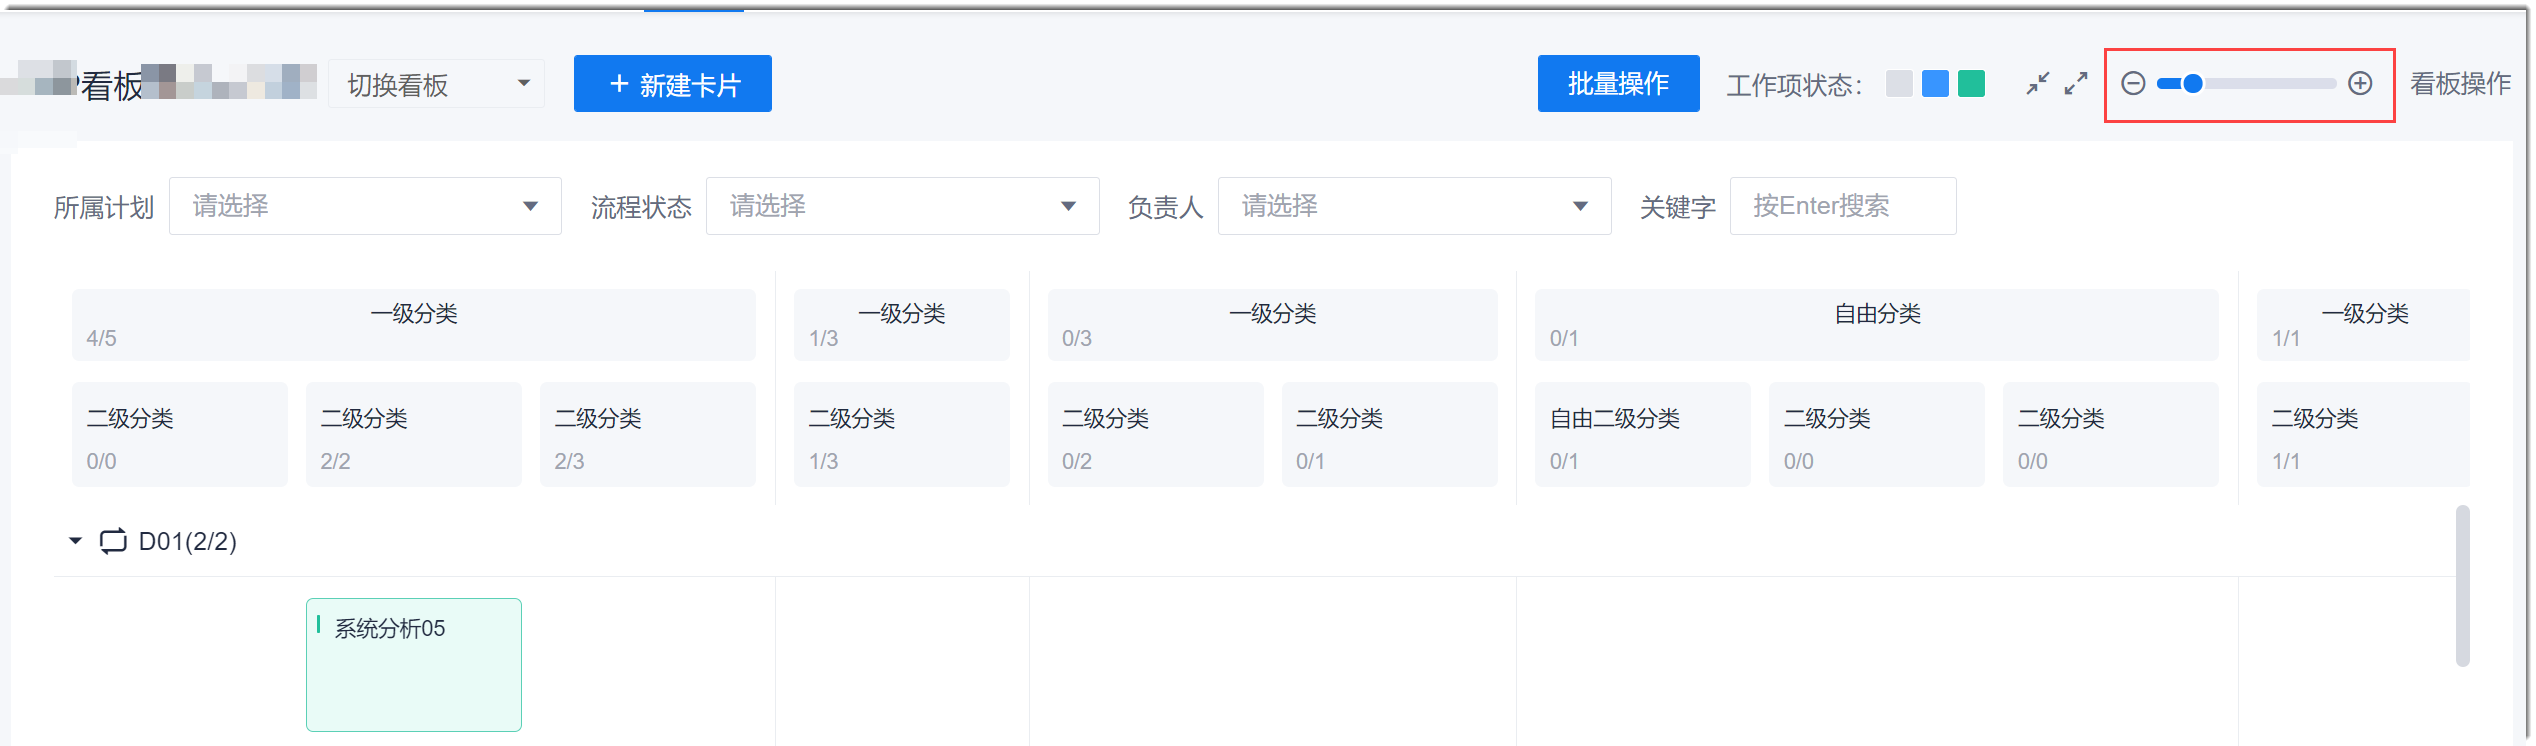 看板
切换看板
+ 新建卡片
批量操作
工作项状态：
看板操作
所属计划 请选择
流程状态 请选择
负责人 请选择
关键字 按Enter搜索
一级分类
4/5
一级分类
1/3
一级分类
0/3
自由分类
0/1
一级分类
1/1
二级分类
0/0
二级分类
2/2
二级分类
2/3
二级分类
1/3
二级分类
0/2
二级分类
0/1
自由二级分类
0/1
二级分类
0/0
二级分类
0/0
二级分类
1/1
D01(2/2)
系统分析05